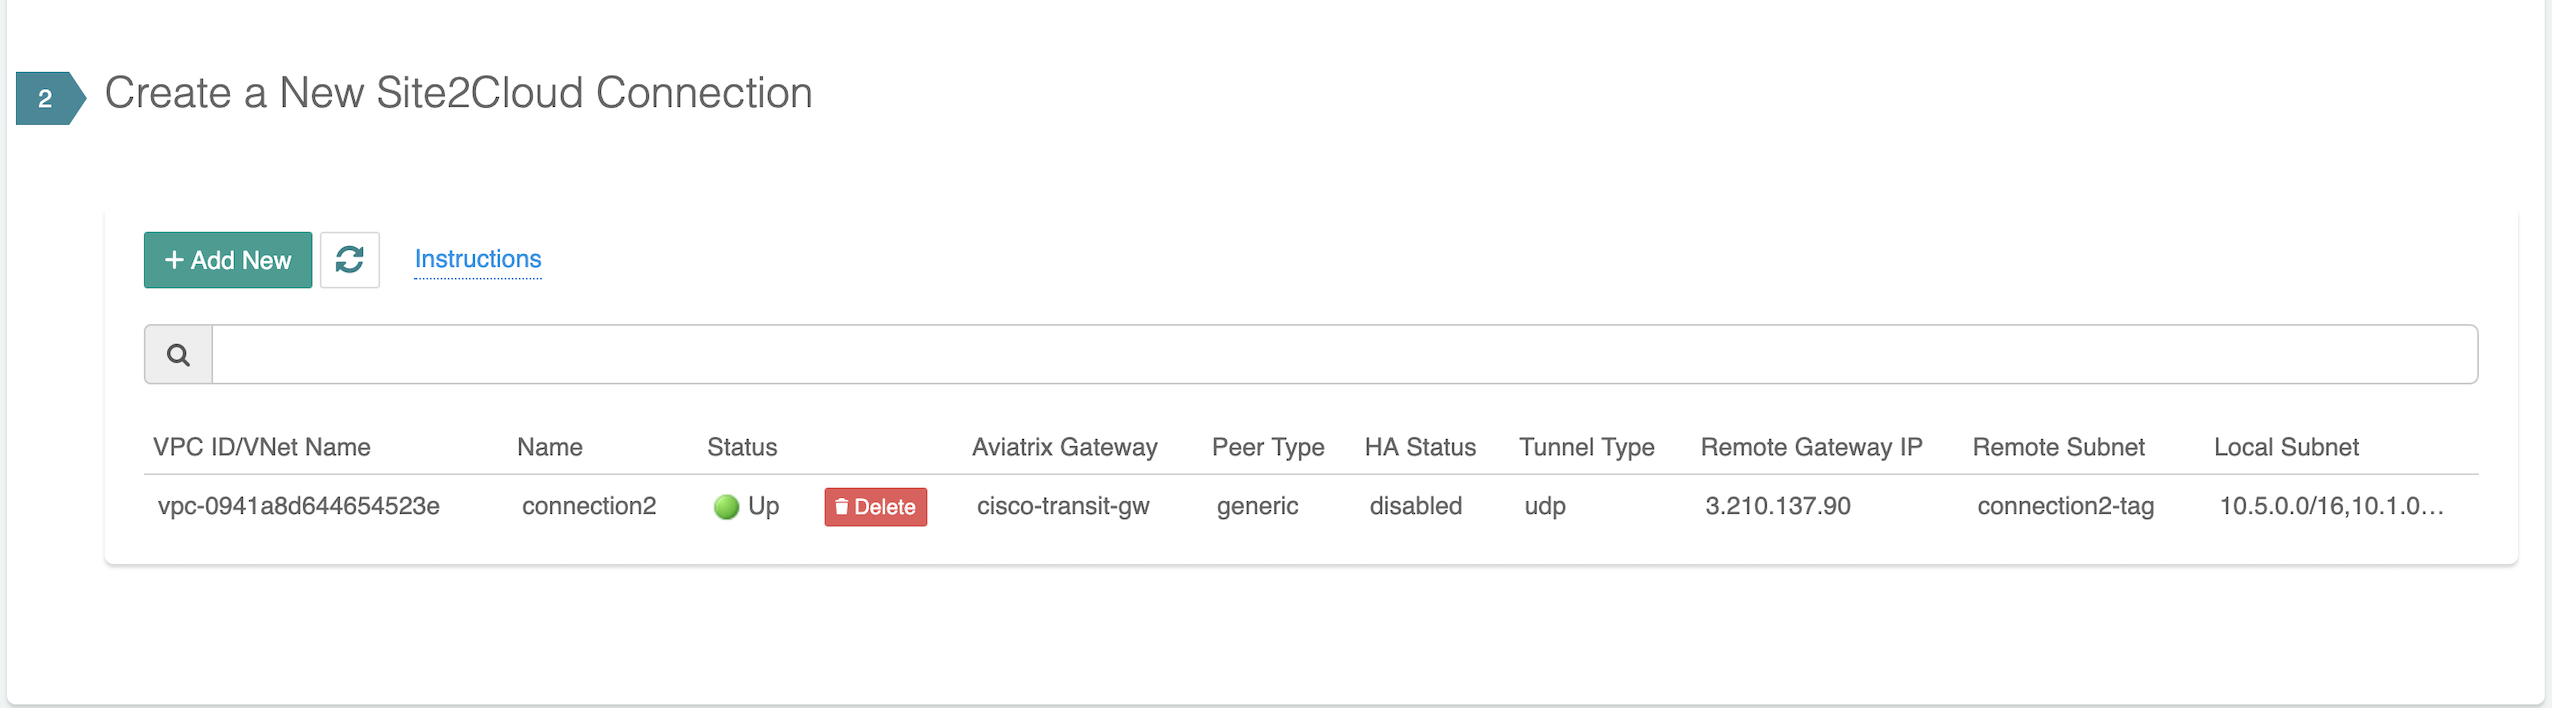 2
Create a New Site2Cloud Connection
+ Add New
Instructions
VPC ID/VNet Name Name Status Aviatrix Gateway Peer Type HA Status Tunnel Type Remote Gateway IP Remote Subnet Local Subnet
vpc-0941a8d644654523e connection2 Up Delete cisco-transit-gw generic disabled udp 3.210.137.90 connection2-tag 10.5.0.0/16,10.1.0...